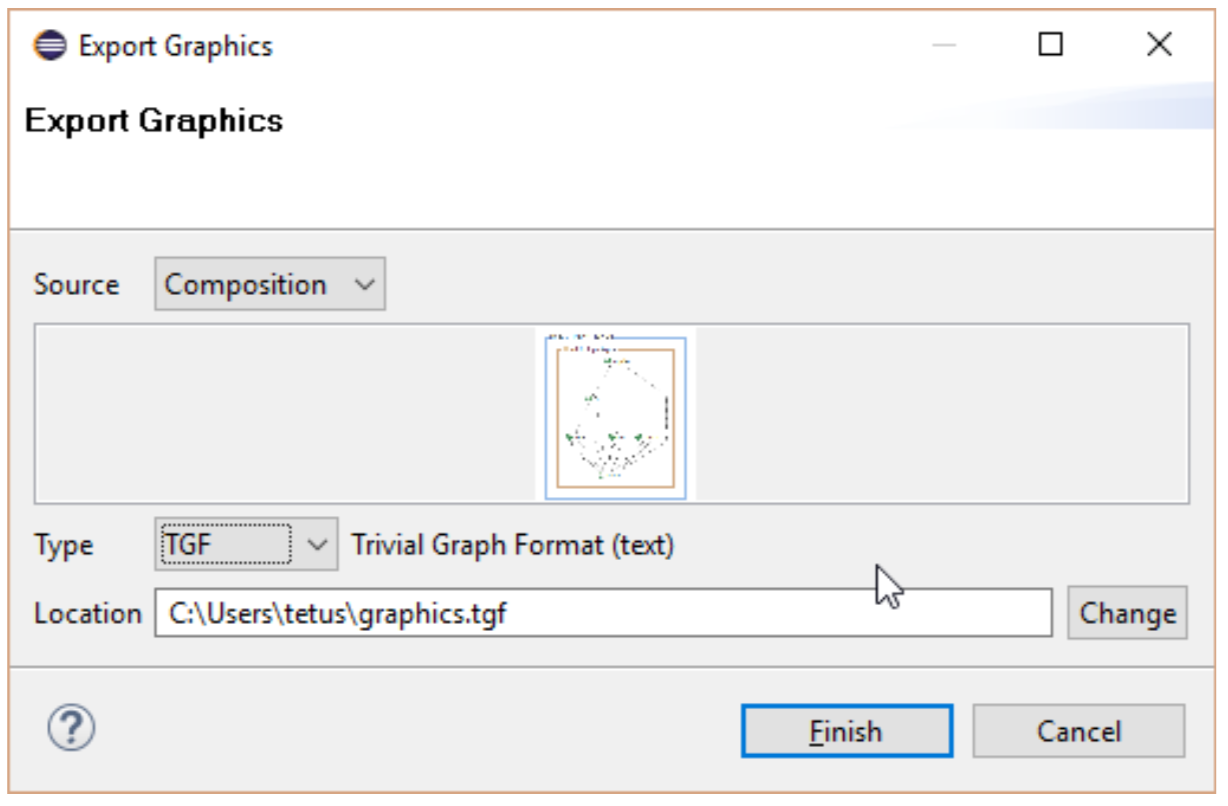 Export Graphics
Export Graphics
Source Composition
Type TGF Trivial Graph Format (text)
Location C:\Users\tetus\graphics.tgf Change
? Finish Cancel